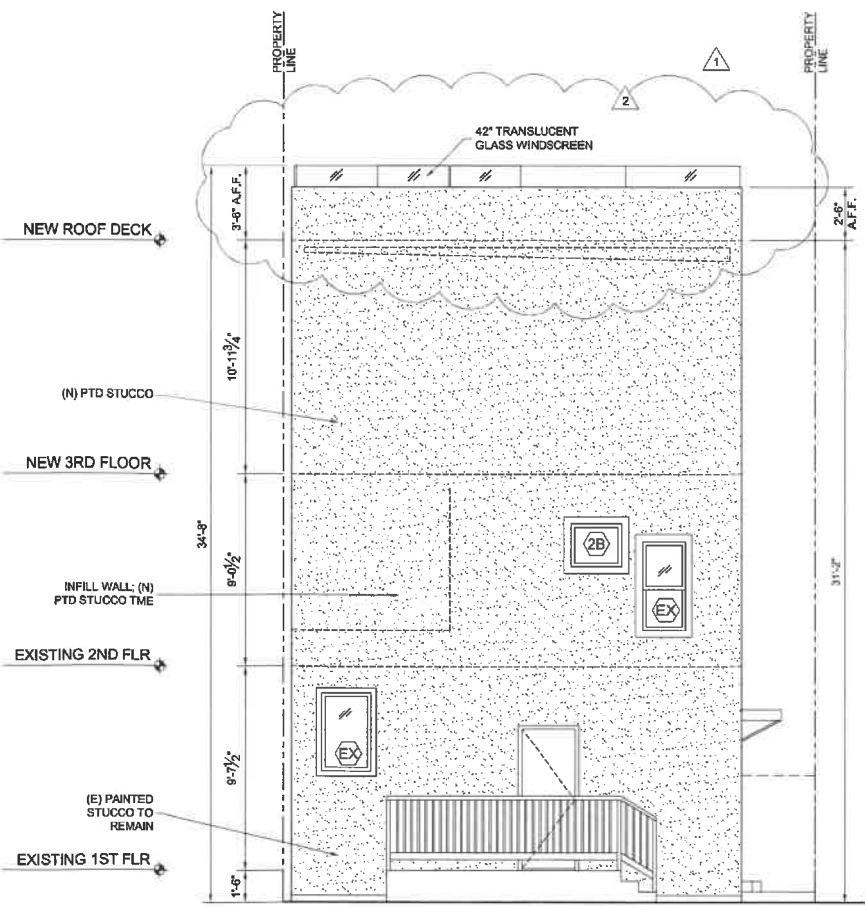 PROPERTY
LINE
PROPERTY
LINE
1
2
42" TRANSLUCENT
GLASS WINDSCREEN
3'-6" A.F.F.
2'-6"
A.F.F.
NEW ROOF DECK
10'-11¾"
(N) PTD STUCCO
NEW 3RD FLOOR
34'-8"
9'-0½"
2B
EX
31'-2"
INFILL WALL; (N)
PTD STUCCO TME
EXISTING 2ND FLR
EX
9'-7½"
(E) PAINTED
STUCCO TO
REMAIN
EXISTING 1ST FLR
1'-6"